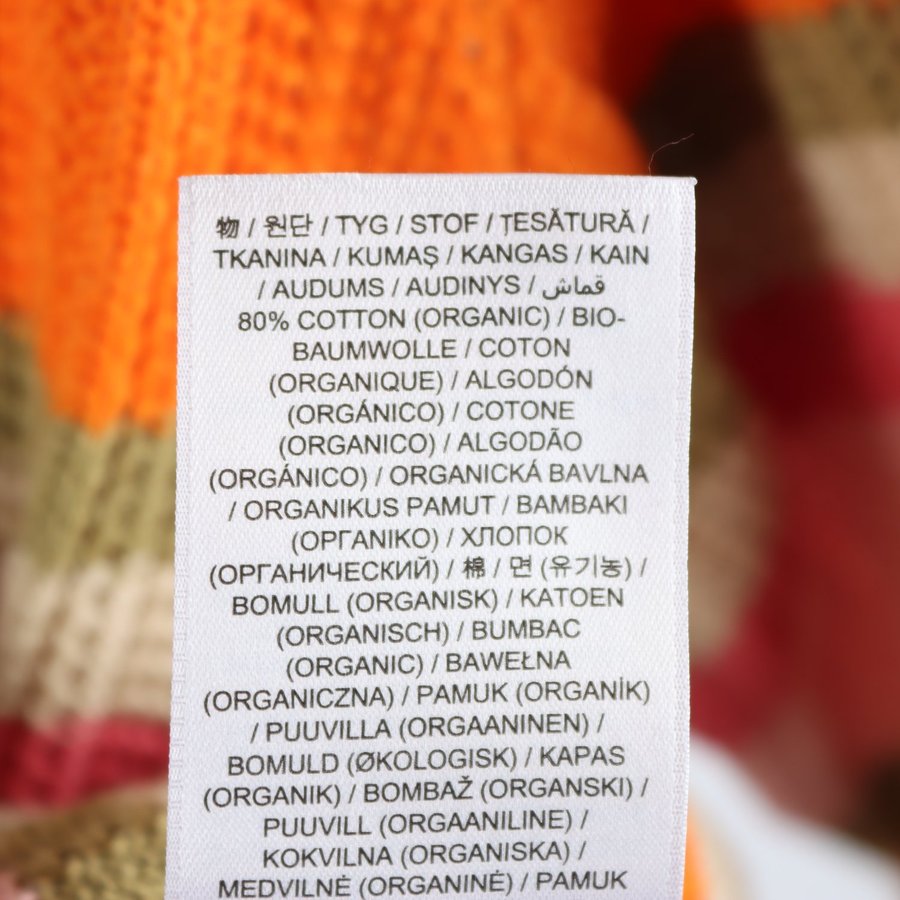 物 / 원단 / TYG / STOF / ȚESĂTURĂ /
TKANINA / KUMAŞ / KANGAS / KAIN
/ AUDUMS / AUDINYS / قماش
80% COTTON (ORGANIC) / BIO-
BAUMWOLLE / COTON
(ORGANIQUE) / ALGODÓN
(ORGÁNICO) / COTONE
(ORGANICO) / ALGODÃO
(ORGÁNICO) / ORGANICKÁ BAVLNA
/ ORGANIKUS PAMUT / ΒΑΜΒΑΚΙ
(ΟΡΓΑΝΙΚΟ) / ХЛОПОК
(ОРГАНИЧЕСКИЙ) / 棉 / 면 (유기농) /
BOMULL (ORGANISK) / KATOEN
(ORGANISCH) / BUMBAC
(ORGANIC) / BAWEŁNA
(ORGANICZNA) / PAMUK (ORGANİK)
/ PUUVILLA (ORGAANINEN) /
BOMULD (ØKOLOGISK) / KAPAS
(ORGANIK) / BOMBAŽ (ORGANSKI) /
PUUVILL (ORGAANILINE) /
KOKVILNA (ORGANISKA) /
MEDVILNĖ (ORGANINĖ) / PAMUK